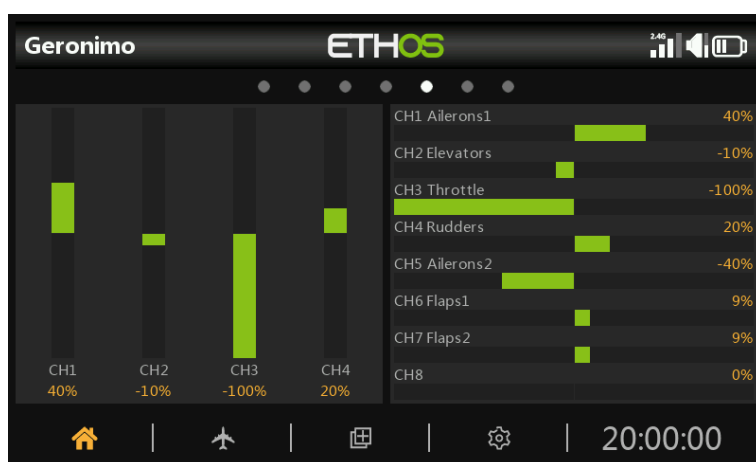 Geronimo
ETHOS
2.4G
CH1
CH2
CH3
CH4
40%
-10%
-100%
20%
CH1 Ailerons1 40%
CH2 Elevators -10%
CH3 Throttle -100%
CH4 Rudders 20%
CH5 Ailerons2 -40%
CH6 Flaps1 9%
CH7 Flaps2 9%
CH8 0%
20:00:00